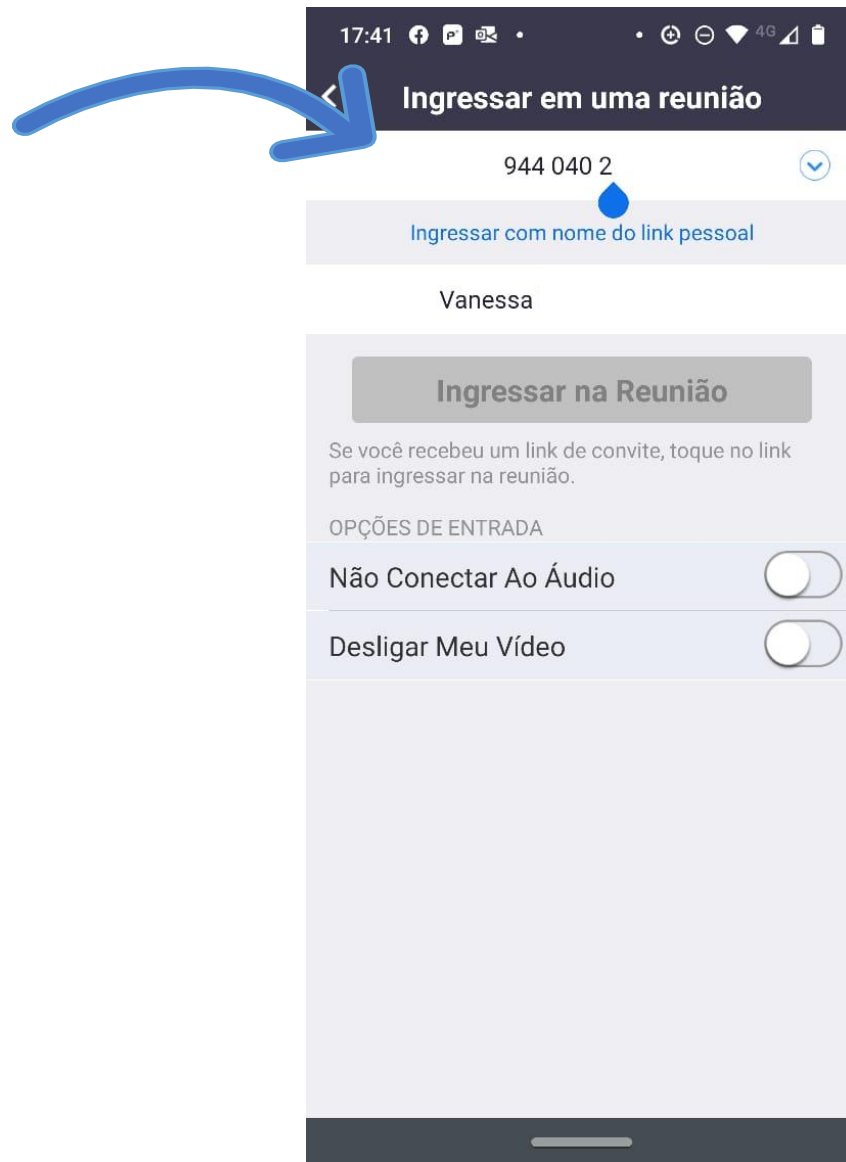 17:41 4G
Ingressar em uma reunião
944 040 2
Ingressar com nome do link pessoal
Vanessa
Ingressar na Reunião
Se você recebeu um link de convite, toque no link
para ingressar na reunião.
OPÇÕES DE ENTRADA
Não Conectar Ao Áudio
Desligar Meu Vídeo